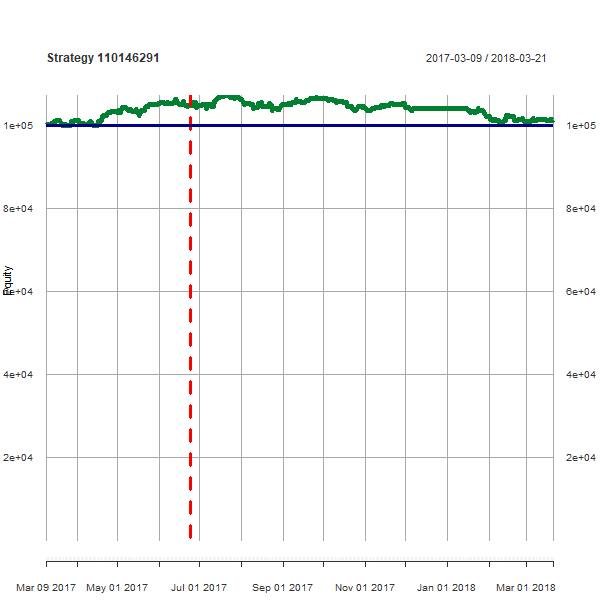 Strategy 110146291 2017-03-09 / 2018-03-21
1e+05 1e+05
8e+04 8e+04
Equity
6e+04 6e+04
4e+04 4e+04
2e+04 2e+04
Mar 09 2017 May 01 2017 Jul 01 2017 Sep 01 2017 Nov 01 2017 Jan 01 2018 Mar 01 2018